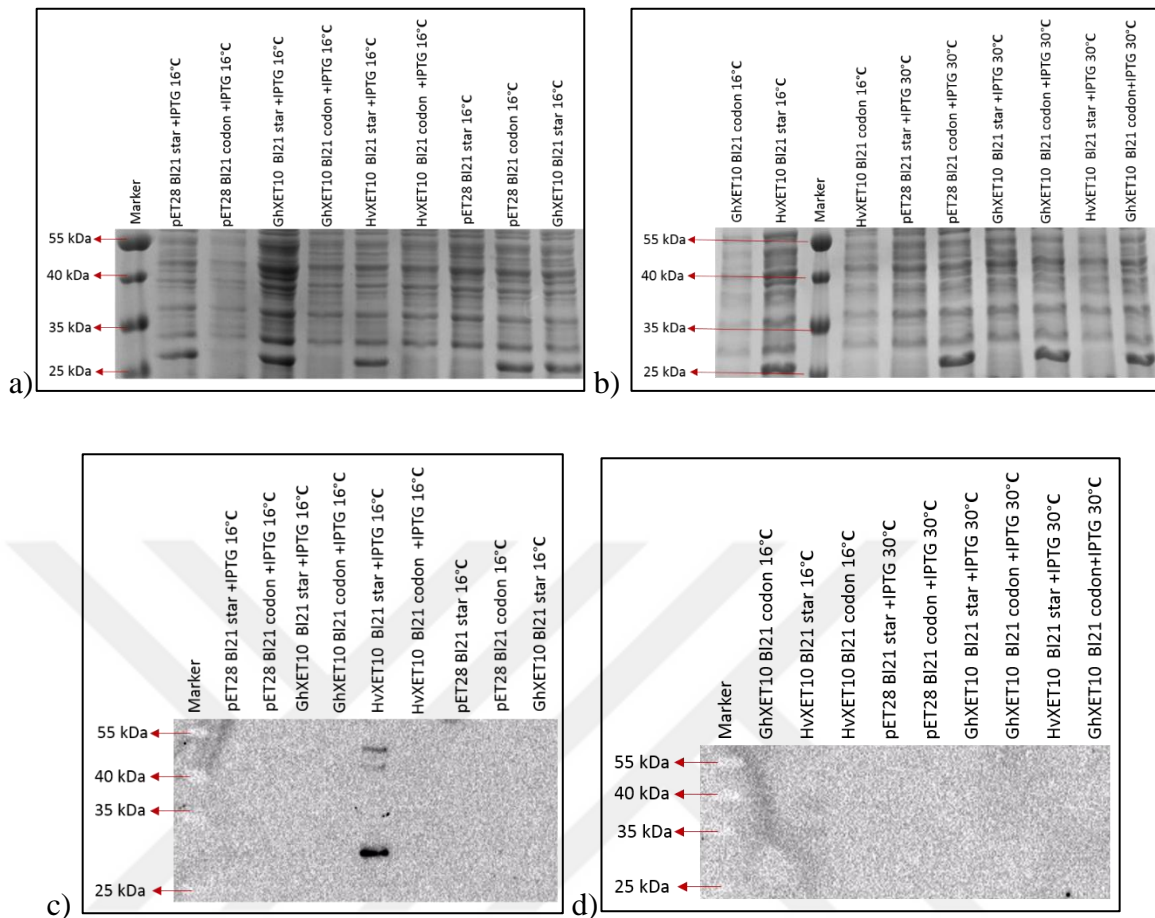 Marker
pET28 Bl21 star +IPTG 16°C
pET28 Bl21 codon +IPTG 16°C
GhXET10 Bl21 star +IPTG 16°C
GhXET10 Bl21 codon +IPTG 16°C
HvXET10 Bl21 star +IPTG 16°C
HvXET10 Bl21 codon +IPTG 16°C
pET28 Bl21 star 16°C
pET28 Bl21 codon 16°C
GhXET10 Bl21 star 16°C
55 kDa
40 kDa
35 kDa
25 kDa
a)
GhXET10 Bl21 codon 16°C
HvXET10 Bl21 star 16°C
Marker
HvXET10 Bl21 codon 16°C
pET28 Bl21 star +IPTG 30°C
pET28 Bl21 codon +IPTG 30°C
GhXET10 Bl21 star +IPTG 30°C
GhXET10 Bl21 codon +IPTG 30°C
HvXET10 Bl21 star +IPTG 30°C
GhXET10 Bl21 codon+IPTG 30°C
55 kDa
40 kDa
35 kDa
25 kDa
b)
Marker
pET28 Bl21 star +IPTG 16°C
pET28 Bl21 codon +IPTG 16°C
GhXET10 Bl21 star +IPTG 16°C
GhXET10 Bl21 codon +IPTG 16°C
HvXET10 Bl21 star +IPTG 16°C
HvXET10 Bl21 codon +IPTG 16°C
pET28 Bl21 star 16°C
pET28 Bl21 codon 16°C
GhXET10 Bl21 star 16°C
55 kDa
40 kDa
35 kDa
25 kDa
c)
Marker
GhXET10 Bl21 codon 16°C
HvXET10 Bl21 star 16°C
HvXET10 Bl21 codon 16°C
pET28 Bl21 star +IPTG 30°C
pET28 Bl21 codon +IPTG 30°C
GhXET10 Bl21 star +IPTG 30°C
GhXET10 Bl21 codon +IPTG 30°C
HvXET10 Bl21 star +IPTG 30°C
GhXET10 Bl21 codon+IPTG 30°C
55 kDa
40 kDa
35 kDa
25 kDa
d)